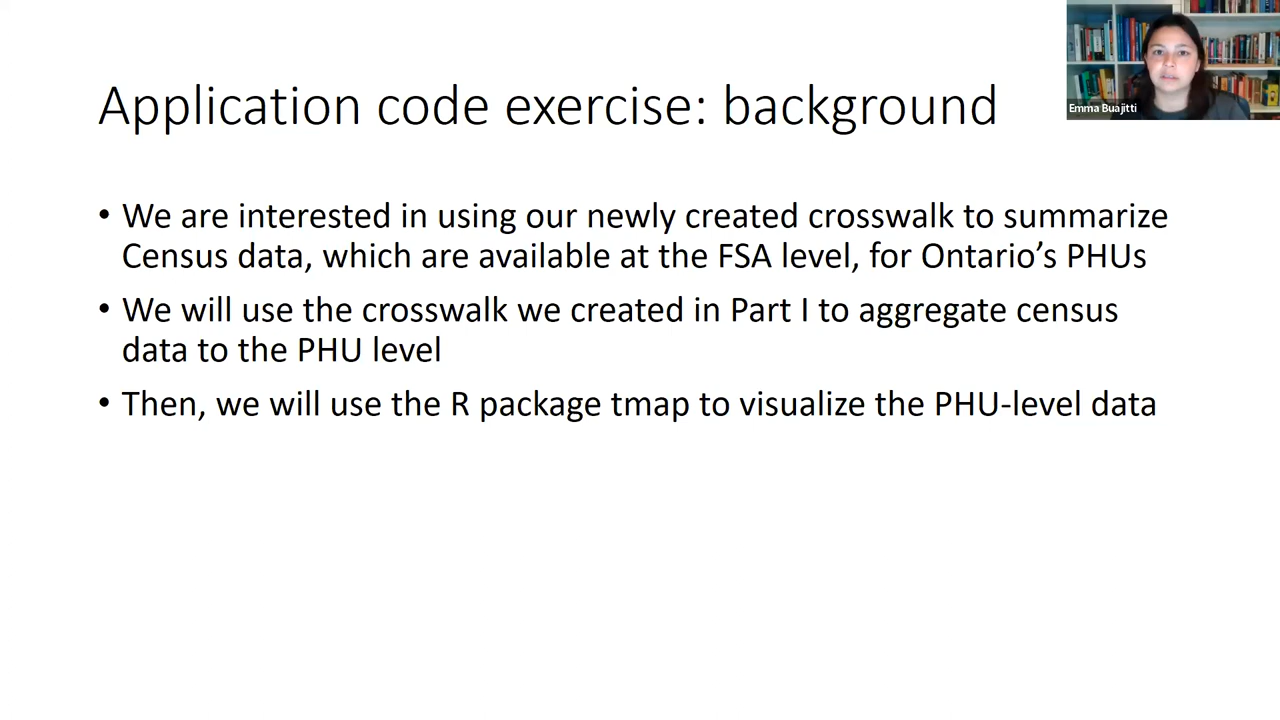 Application code exercise: background
Emma Buajitti
• We are interested in using our newly created crosswalk to summarize
Census data, which are available at the FSA level, for Ontario’s PHUs
• We will use the crosswalk we created in Part I to aggregate census
data to the PHU level
• Then, we will use the R package tmap to visualize the PHU-level data